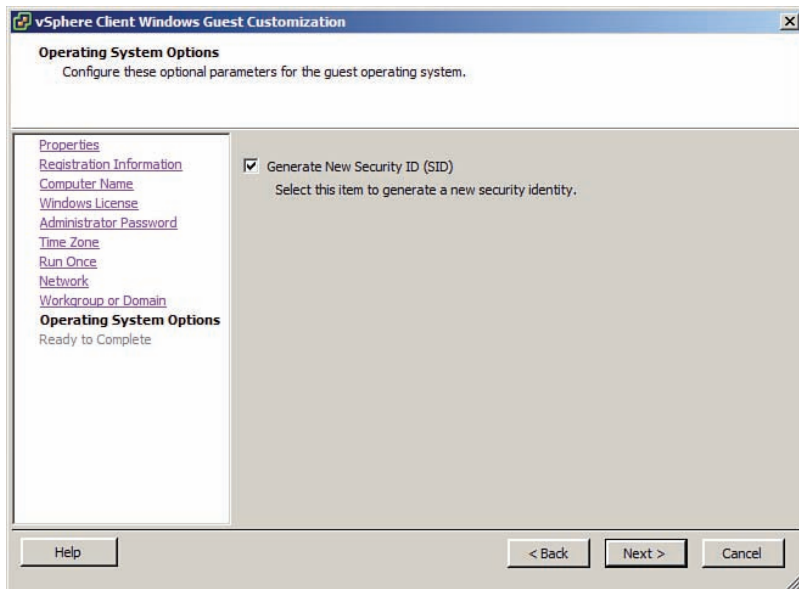 vSphere Client Windows Guest Customization
Operating System Options
Configure these optional parameters for the guest operating system.
Properties
Registration Information
Computer Name
Windows License
Administrator Password
Time Zone
Run Once
Network
Workgroup or Domain
Operating System Options
Ready to Complete
Generate New Security ID (SID)
Select this item to generate a new security identity.
Help
< Back
Next >
Cancel